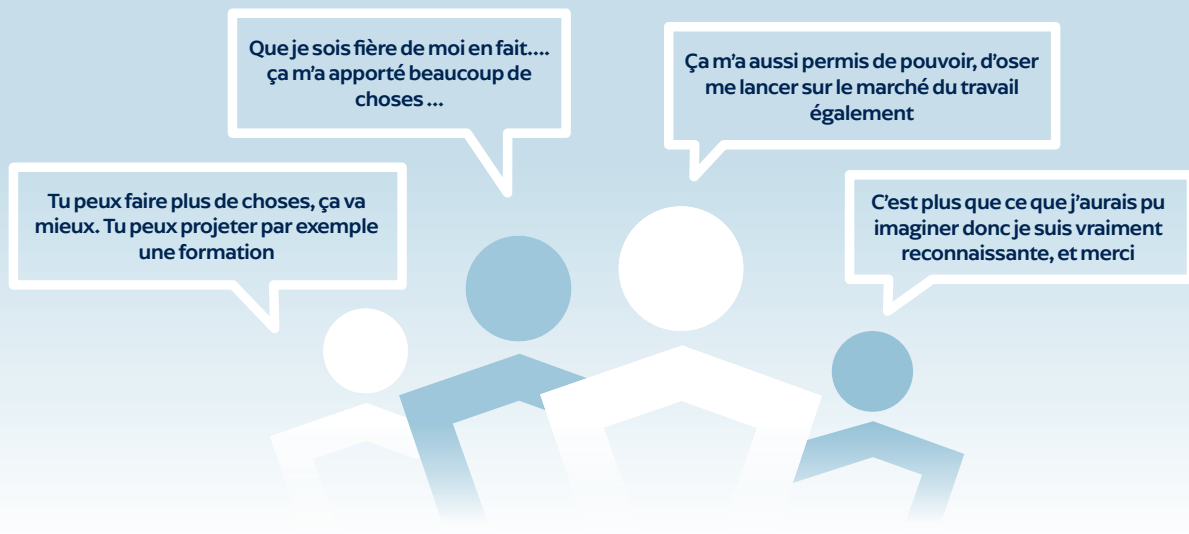 Que je sois fière de moi en fait....
ça m'a apporté beaucoup de
choses ...
Ça m'a aussi permis de pouvoir, d'oser
me lancer sur le marché du travail
également
Tu peux faire plus de choses, ça va
mieux. Tu peux projeter par exemple
une formation
C'est plus que ce que j'aurais pu
imaginer donc je suis vraiment
reconnaissante, et merci